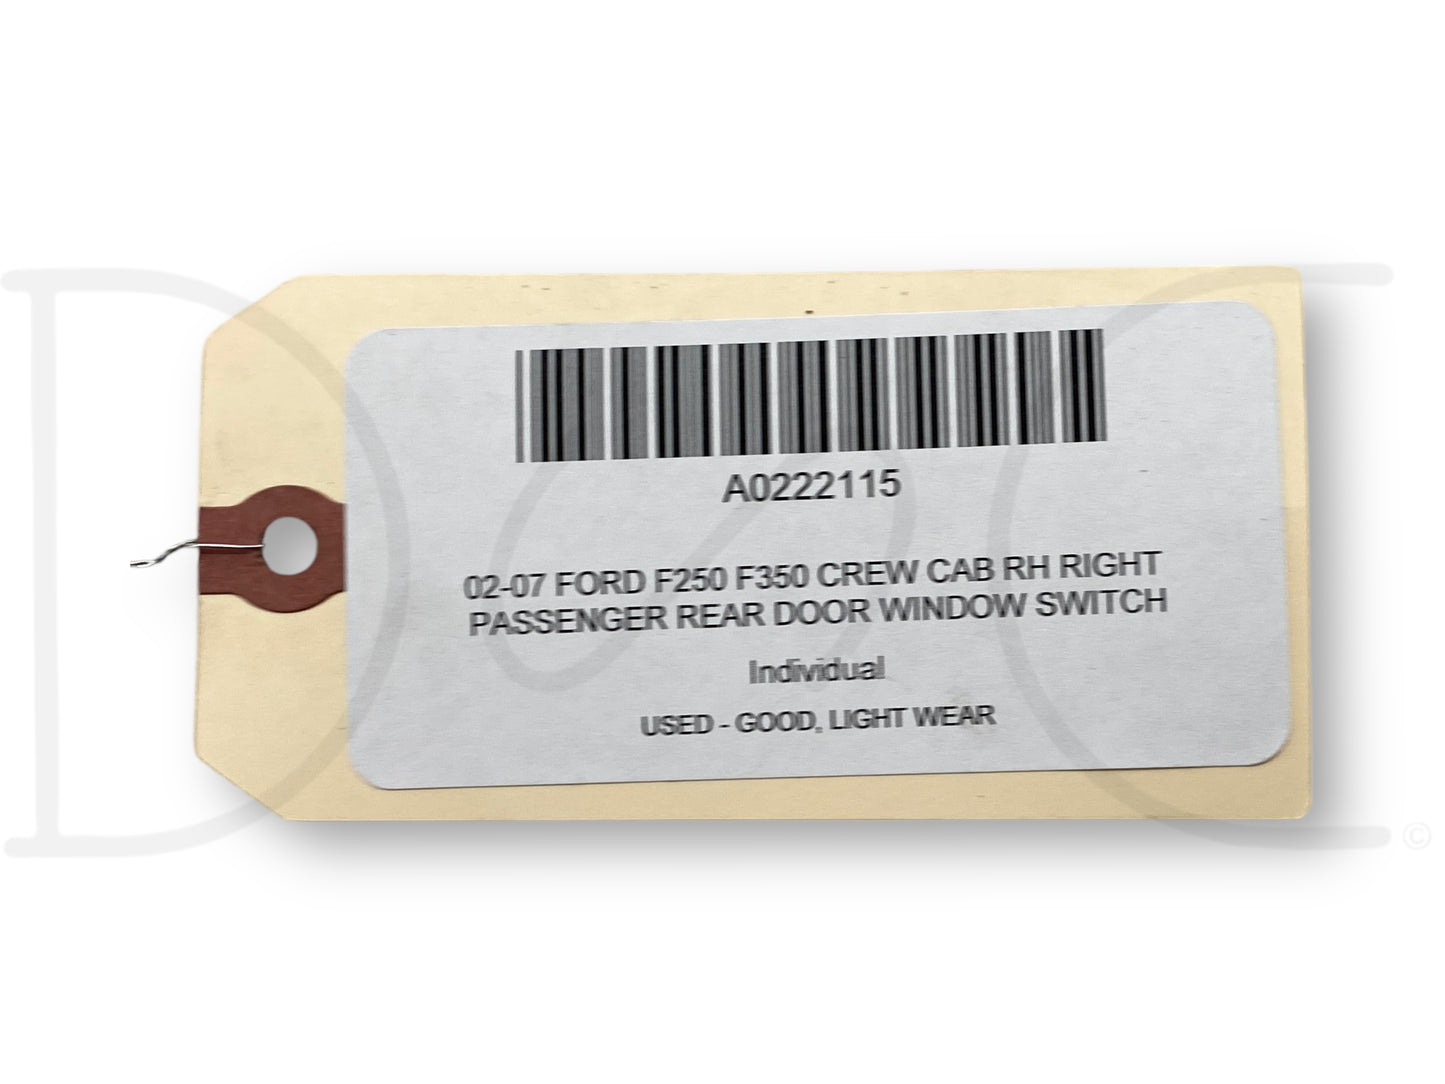 A0222115
02-07 FORD F250 F350 CREW CAB RH RIGHT
PASSENGER REAR DOOR WINDOW SWITCH
Individual
USED - GOOD, LIGHT WEAR
©